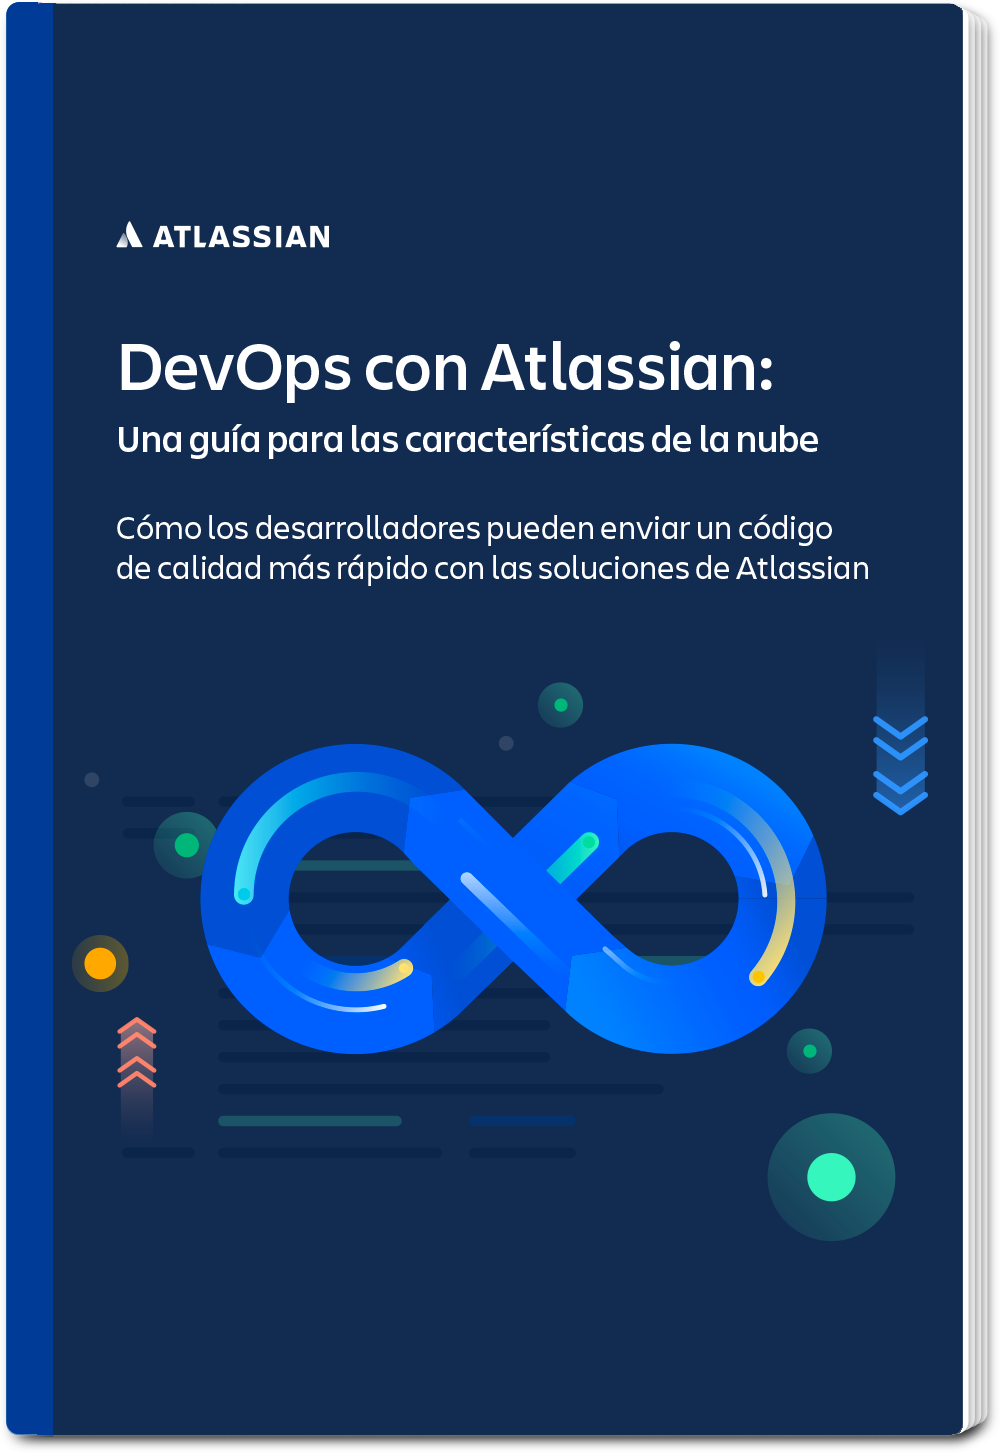 ATLASSIAN
DevOps con Atlassian:
Una guía para las características de la nube
Cómo los desarrolladores pueden enviar un código
de calidad más rápido con las soluciones de Atlassian